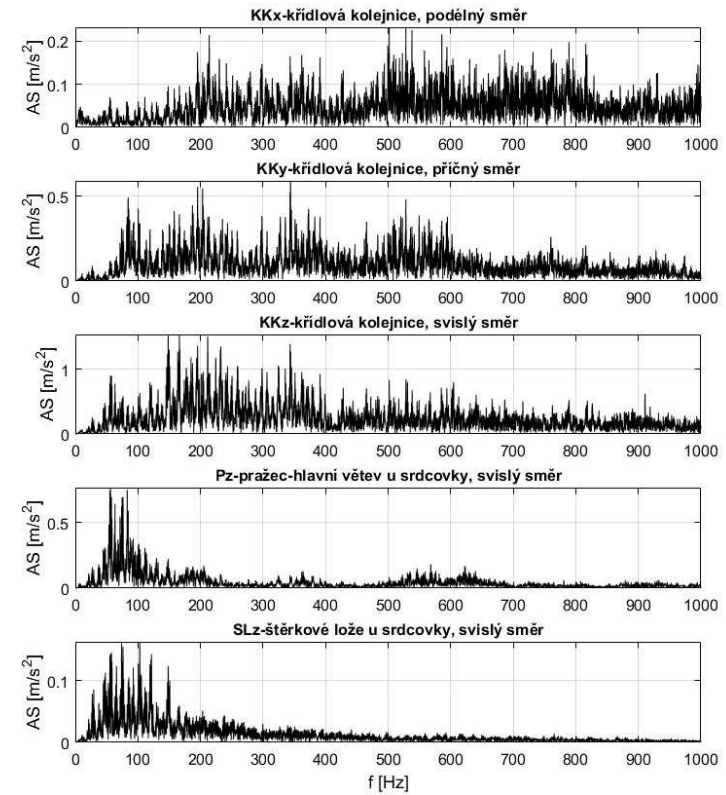 KKx-křídlová kolejnice, podélný směr
AS [m/s²]
0.2
0.1
0
0 100 200 300 400 500 600 700 800 900 1000
KKy-křídlová kolejnice, příčný směr
AS [m/s²]
0.5
0
0 100 200 300 400 500 600 700 800 900 1000
KKz-křídlová kolejnice, svislý směr
AS [m/s²]
1
0
0 100 200 300 400 500 600 700 800 900 1000
Pz-pražec-hlavní větev u srdcovky, svislý směr
AS [m/s²]
0.5
0
0 100 200 300 400 500 600 700 800 900 1000
SLz-štěrkové lože u srdcovky, svislý směr
AS [m/s²]
0.1
0
0 100 200 300 400 500 600 700 800 900 1000
f [Hz]